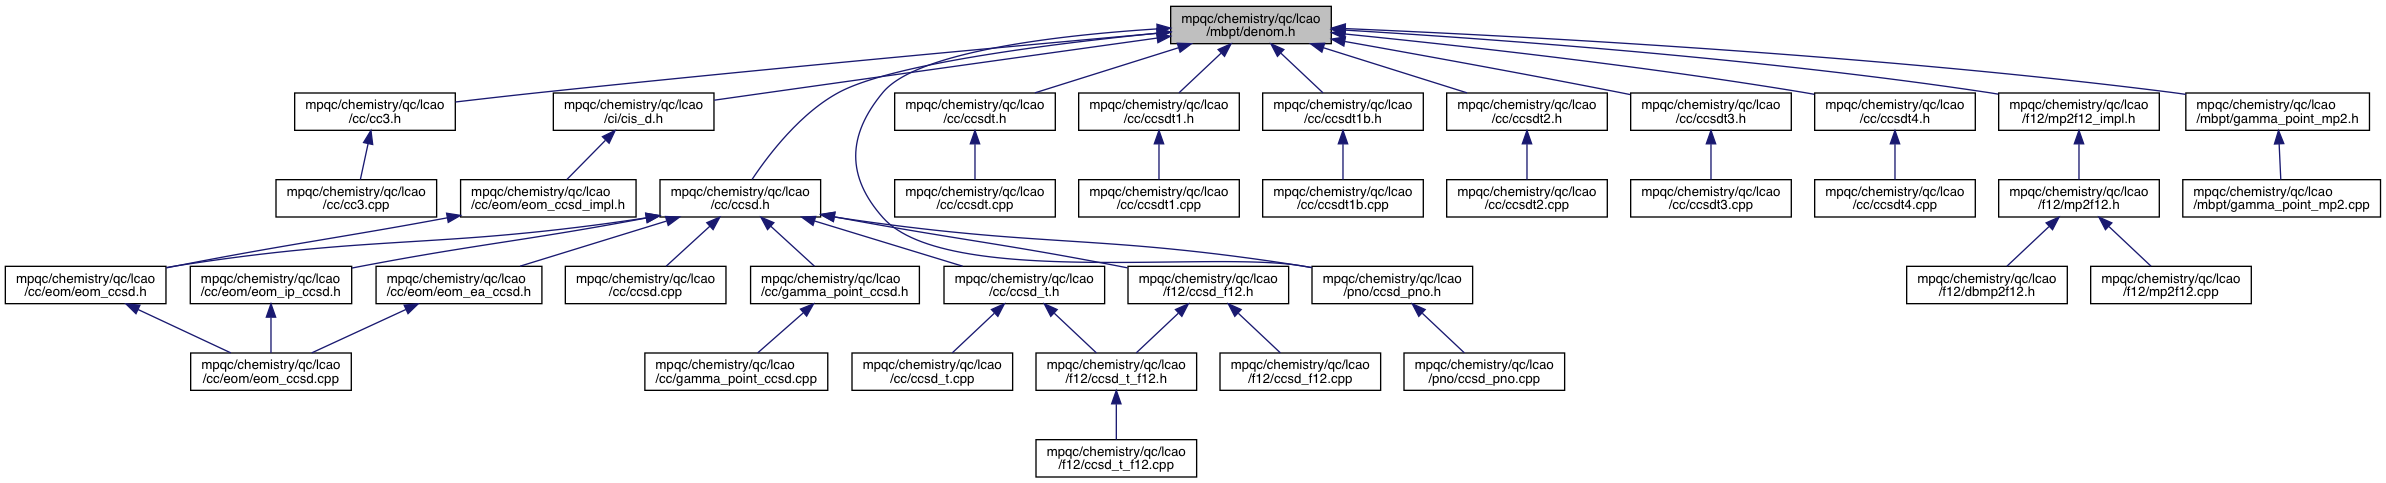 mpqc/chemistry/qc/lcao
/mbpt/denom.h
mpqc/chemistry/qc/lcao
/cc/cc3.h
mpqc/chemistry/qc/lcao
/ci/cis_d.h
mpqc/chemistry/qc/lcao
/cc/ccsdt.h
mpqc/chemistry/qc/lcao
/cc/ccsdt1.h
mpqc/chemistry/qc/lcao
/cc/ccsdt1b.h
mpqc/chemistry/qc/lcao
/cc/ccsdt2.h
mpqc/chemistry/qc/lcao
/cc/ccsdt3.h
mpqc/chemistry/qc/lcao
/cc/ccsdt4.h
mpqc/chemistry/qc/lcao
/f12/mp2f12_impl.h
mpqc/chemistry/qc/lcao
/mbpt/gamma_point_mp2.h
mpqc/chemistry/qc/lcao
/cc/cc3.cpp
mpqc/chemistry/qc/lcao
/cc/eom/eom_ccsd_impl.h
mpqc/chemistry/qc/lcao
/cc/ccsd.h
mpqc/chemistry/qc/lcao
/cc/ccsdt.cpp
mpqc/chemistry/qc/lcao
/cc/ccsdt1.cpp
mpqc/chemistry/qc/lcao
/cc/ccsdt1b.cpp
mpqc/chemistry/qc/lcao
/cc/ccsdt2.cpp
mpqc/chemistry/qc/lcao
/cc/ccsdt3.cpp
mpqc/chemistry/qc/lcao
/cc/ccsdt4.cpp
mpqc/chemistry/qc/lcao
/f12/mp2f12.h
mpqc/chemistry/qc/lcao
/mbpt/gamma_point_mp2.cpp
mpqc/chemistry/qc/lcao
/cc/eom/eom_ccsd.h
mpqc/chemistry/qc/lcao
/cc/eom/eom_ip_ccsd.h
mpqc/chemistry/qc/lcao
/cc/eom/eom_ea_ccsd.h
mpqc/chemistry/qc/lcao
/cc/ccsd.cpp
mpqc/chemistry/qc/lcao
/cc/gamma_point_ccsd.h
mpqc/chemistry/qc/lcao
/cc/ccsd_t.h
mpqc/chemistry/qc/lcao
/f12/ccsd_f12.h
mpqc/chemistry/qc/lcao
/pno/ccsd_pno.h
mpqc/chemistry/qc/lcao
/f12/dbmp2f12.h
mpqc/chemistry/qc/lcao
/f12/mp2f12.cpp
mpqc/chemistry/qc/lcao
/cc/eom/eom_ccsd.cpp
mpqc/chemistry/qc/lcao
/cc/gamma_point_ccsd.cpp
mpqc/chemistry/qc/lcao
/cc/ccsd_t.cpp
mpqc/chemistry/qc/lcao
/f12/ccsd_t_f12.h
mpqc/chemistry/qc/lcao
/f12/ccsd_f12.cpp
mpqc/chemistry/qc/lcao
/pno/ccsd_pno.cpp
mpqc/chemistry/qc/lcao
/f12/ccsd_t_f12.cpp